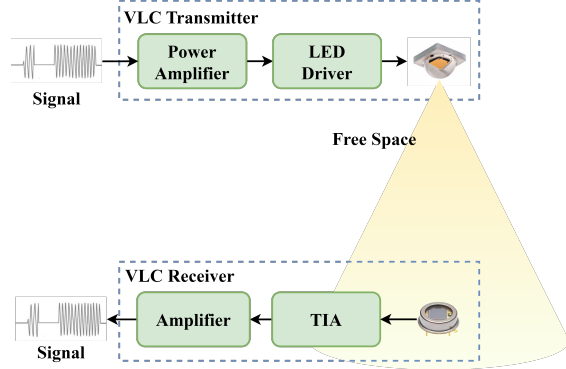 VLC Transmitter
Power
Amplifier
LED
Driver
Signal
Free Space
VLC Receiver
Amplifier
TIA
Signal